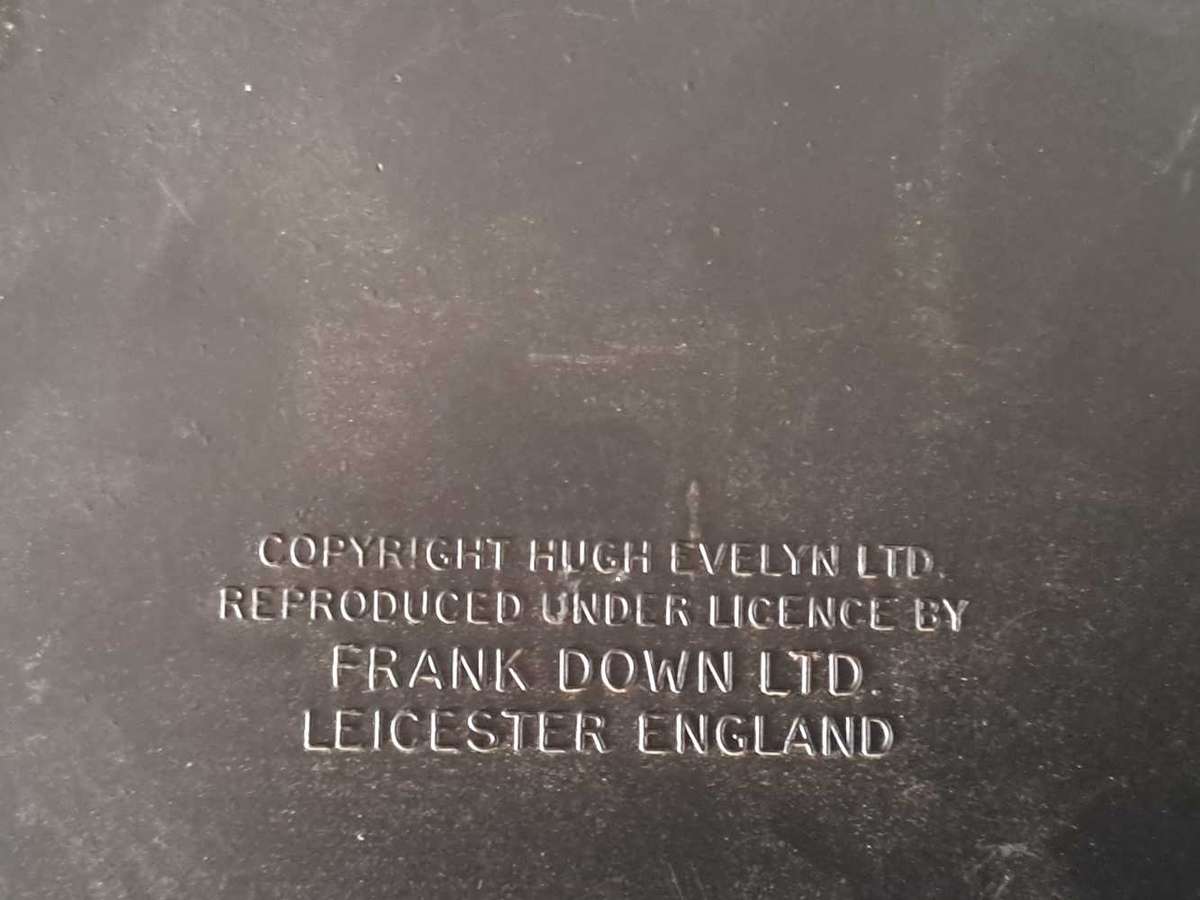 COPYRIGHT HUGH EVELYN LTD.
REPRODUCED UNDER LICENCE BY
FRANK DOWN LTD.
LEICESTER ENGLAND